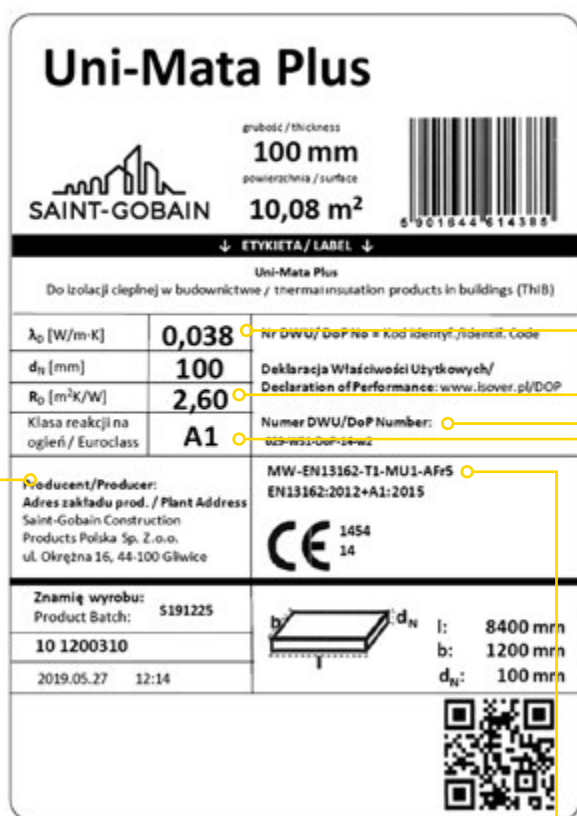 Uni-Mata Plus
grubość / thickness
100 mm
powierzchnia / surface
10,08 m²
SAINT-GOBAIN
5 901644 614385
↓ ETYKIETA / LABEL ↓
Uni-Mata Plus
Do izolacji cieplnej w budownictwie / thermal insulation products in buildings (ThIB)
λD [W/m·K] 0,038
Nr DWU/ DoP No = Kod identyf./Identif. Code
dN [mm] 100
Deklaracja Właściwości Użytkowych/
Declaration of Performance: www.isover.pl/DOP
RD [m²K/W] 2,60
Klasa reakcji na
ogień / Euroclass A1
Numer DWU/DoP Number:
029-W31-DoP-14-w2
Producent/Producer:
Adres zakładu prod. / Plant Address
Saint-Gobain Construction
Products Polska Sp. Z.o.o.
ul. Okrężna 16, 44-100 Gliwice
MW-EN13162-T1-MU1-AFr5
EN13162:2012+A1:2015
CE 1454
14
Znamię wyrobu:
Product Batch: S191225
10 1200310
2019.05.27 12:14
b
dN
l
l: 8400 mm
b: 1200 mm
dN: 100 mm